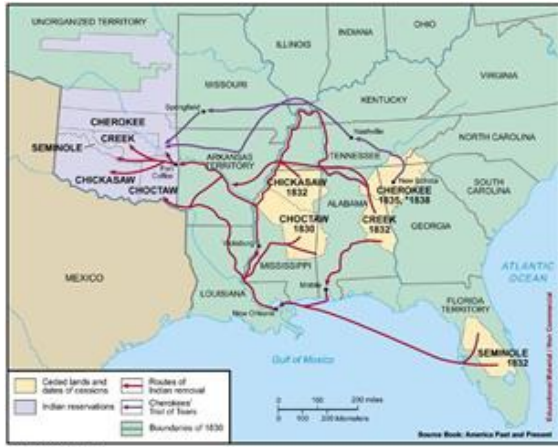 UNORGANIZED TERRITORY
ILLINOIS
INDIANA
OHIO
MISSOURI
VIRGINIA
KENTUCKY
Springfield
Nashville
CHEROKEE
CREEK
SEMINOLE
Fort
Coffee
ARKANSAS
TERRITORY
TENNESSEE
NORTH CAROLINA
CHICKASAW
CHOCTAW
CHICKASAW
1832
New Echota
CHEROKEE
1835, *1838
SOUTH
CAROLINA
CHOCTAW
1830
ALABAMA
CREEK
1832
GEORGIA
Vicksburg
MISSISSIPPI
MEXICO
LOUISIANA
Mobile
New Orleans
ATLANTIC
OCEAN
FLORIDA
TERRITORY
SEMINOLE
1832
Gulf of Mexico
Ceded lands and
dates of cessions
Indian reservations
Routes of
Indian removal
Cherokees'
Trail of Tears
Boundaries of 1830
0 100 200 miles
0 100 200 kilometers
Educational Material / Non Commercial
Source Book: America Past and Present